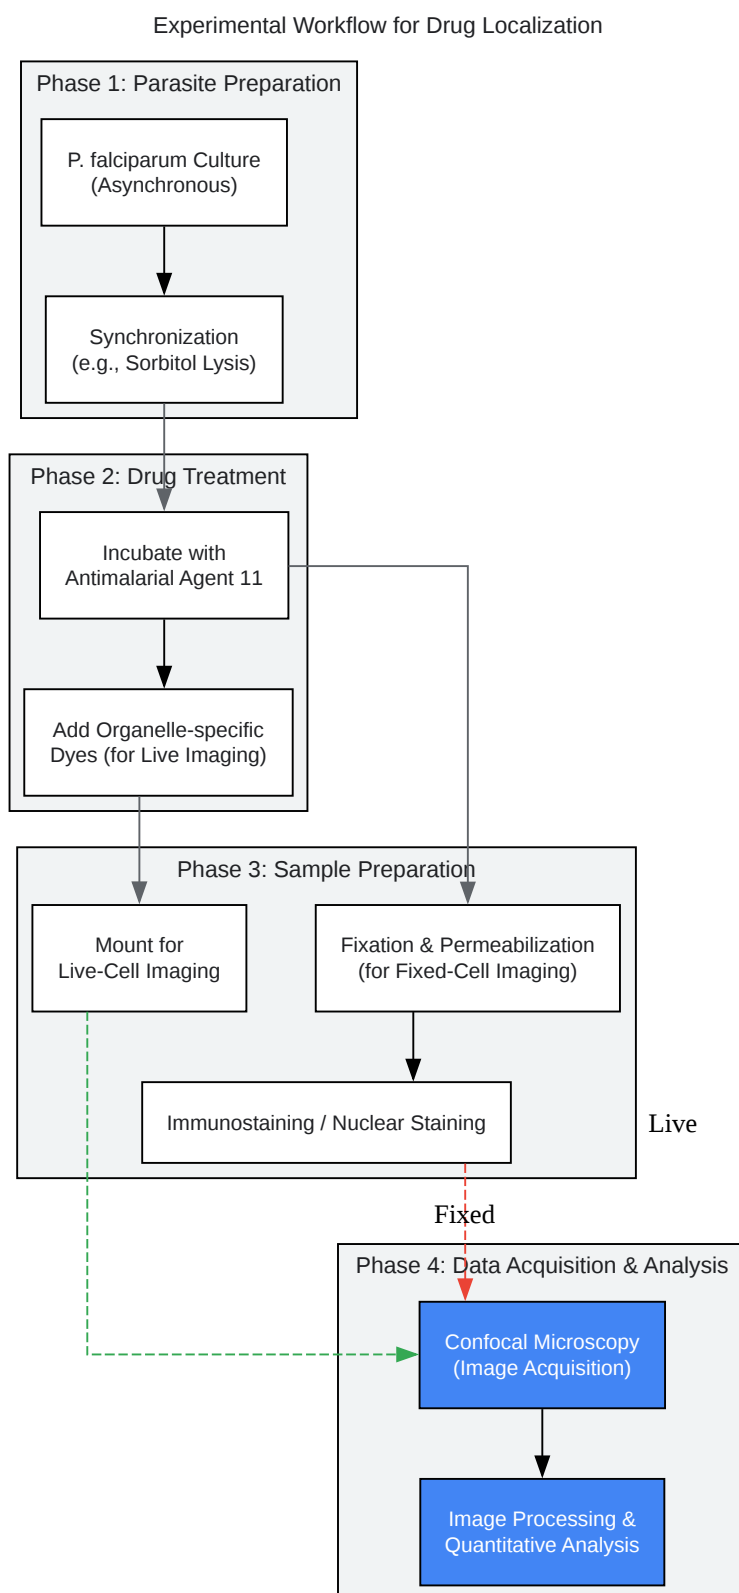 Experimental Workflow for Drug Localization
Phase 1: Parasite Preparation
P. falciparum Culture
(Asynchronous)
Synchronization
(e.g., Sorbitol Lysis)
Phase 2: Drug Treatment
Incubate with
Antimalarial Agent 11
Add Organelle-specific
Dyes (for Live Imaging)
Phase 3: Sample Preparation
Mount for
Live-Cell Imaging
Fixation & Permeabilization
(for Fixed-Cell Imaging)
Immunostaining / Nuclear Staining
Live
Fixed
Phase 4: Data Acquisition & Analysis
Confocal Microscopy
(Image Acquisition)
Image Processing &
Quantitative Analysis